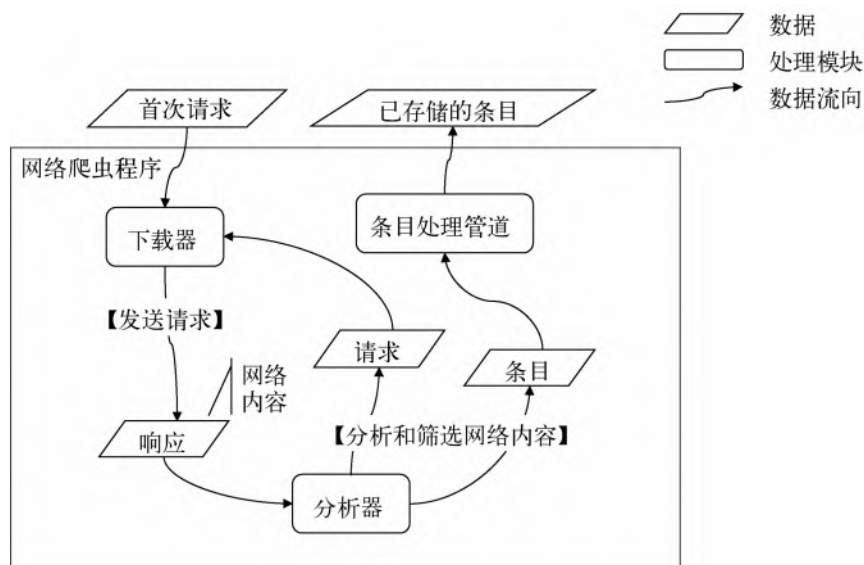 数据
处理模块
数据流向
首次请求
已存储的条目
网络爬虫程序
下载器
条目处理管道
【发送请求】
请求
条目
网络
内容
响应
【分析和筛选网络内容】
分析器